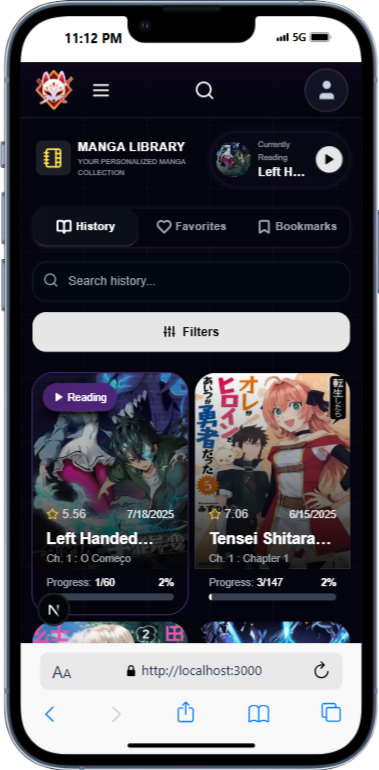 11:12 PM
5G
MANGA LIBRARY
YOUR PERSONALIZED MANGA
COLLECTION
Currently
Reading
Left H...
History
Favorites
Bookmarks
Search history...
Filters
Reading
5.56
7/18/2025
Left Handed...
Ch. 1 : O Começo
Progress: 1/60
2%
転生したら
オレが
ヒロインで
あいつが
勇者だった
5
7.06
6/15/2025
Tensei Shitara...
Ch. 1 : Chapter 1
Progress: 3/147
2%
N
2
AA
http://localhost:3000